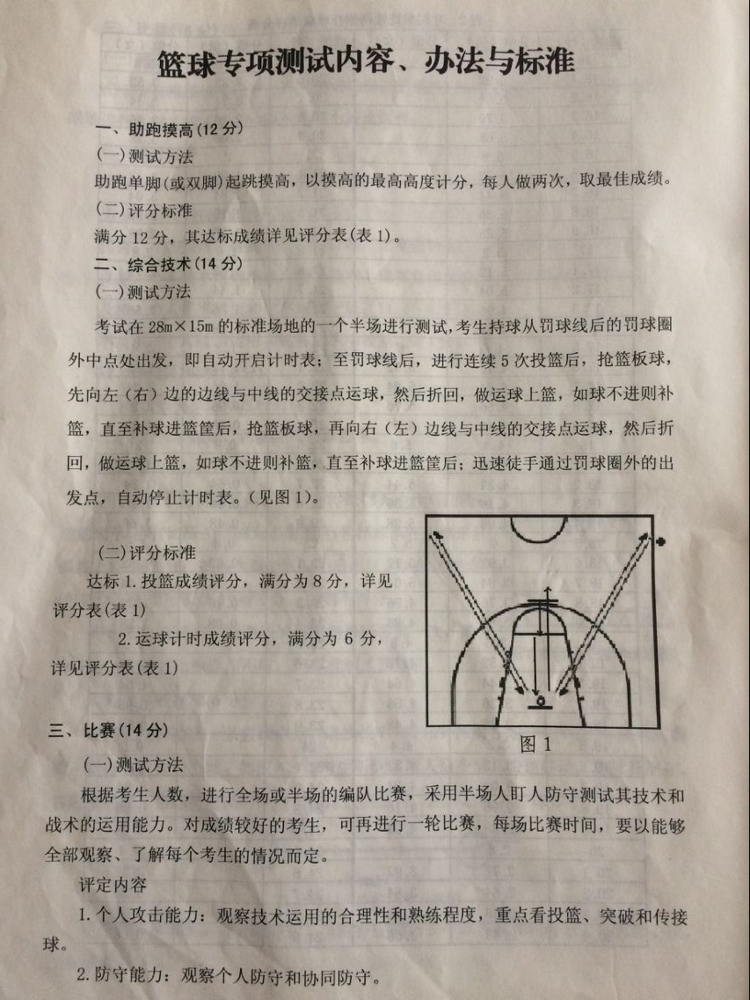 篮球专项测试内容、办法与标准
一、助跑摸高(12分)
(一)测试方法
助跑单脚(或双脚)起跳摸高，以摸高的最高高度计分，每人做两次，取最佳成绩。
(二)评分标准
满分12分，其达标成绩详见评分表(表1)。
二、综合技术(14分)
(一)测试方法
考试在28m×15m的标准场地的一个半场进行测试,考生持球从罚球线后的罚球圈
外中点处出发，即自动开启计时表；至罚球线后，进行连续5次投篮后，抢篮板球，
先向左（右）边的边线与中线的交接点运球，然后折回，做运球上篮，如球不进则补
篮，直至补球进篮筐后，抢篮板球，再向右（左）边线与中线的交接点运球，然后折
回，做运球上篮，如球不进则补篮，直至补球进篮筐后；迅速徒手通过罚球圈外的出
发点，自动停止计时表。（见图1）。
(二)评分标准
达标1.投篮成绩评分，满分为8分，详见
评分表(表1)
2.运球计时成绩评分，满分为6分，
详见评分表(表1)
图1
三、比赛(14分)
(一)测试方法
根据考生人数，进行全场或半场的编队比赛，采用半场人盯人防守测试其技术和
战术的运用能力。对成绩较好的考生，可再进行一轮比赛，每场比赛时间，要以能够
全部观察、了解每个考生的情况而定。
评定内容
1.个人攻击能力：观察技术运用的合理性和熟练程度，重点看投篮、突破和传接
球。
2.防守能力：观察个人防守和协同防守。